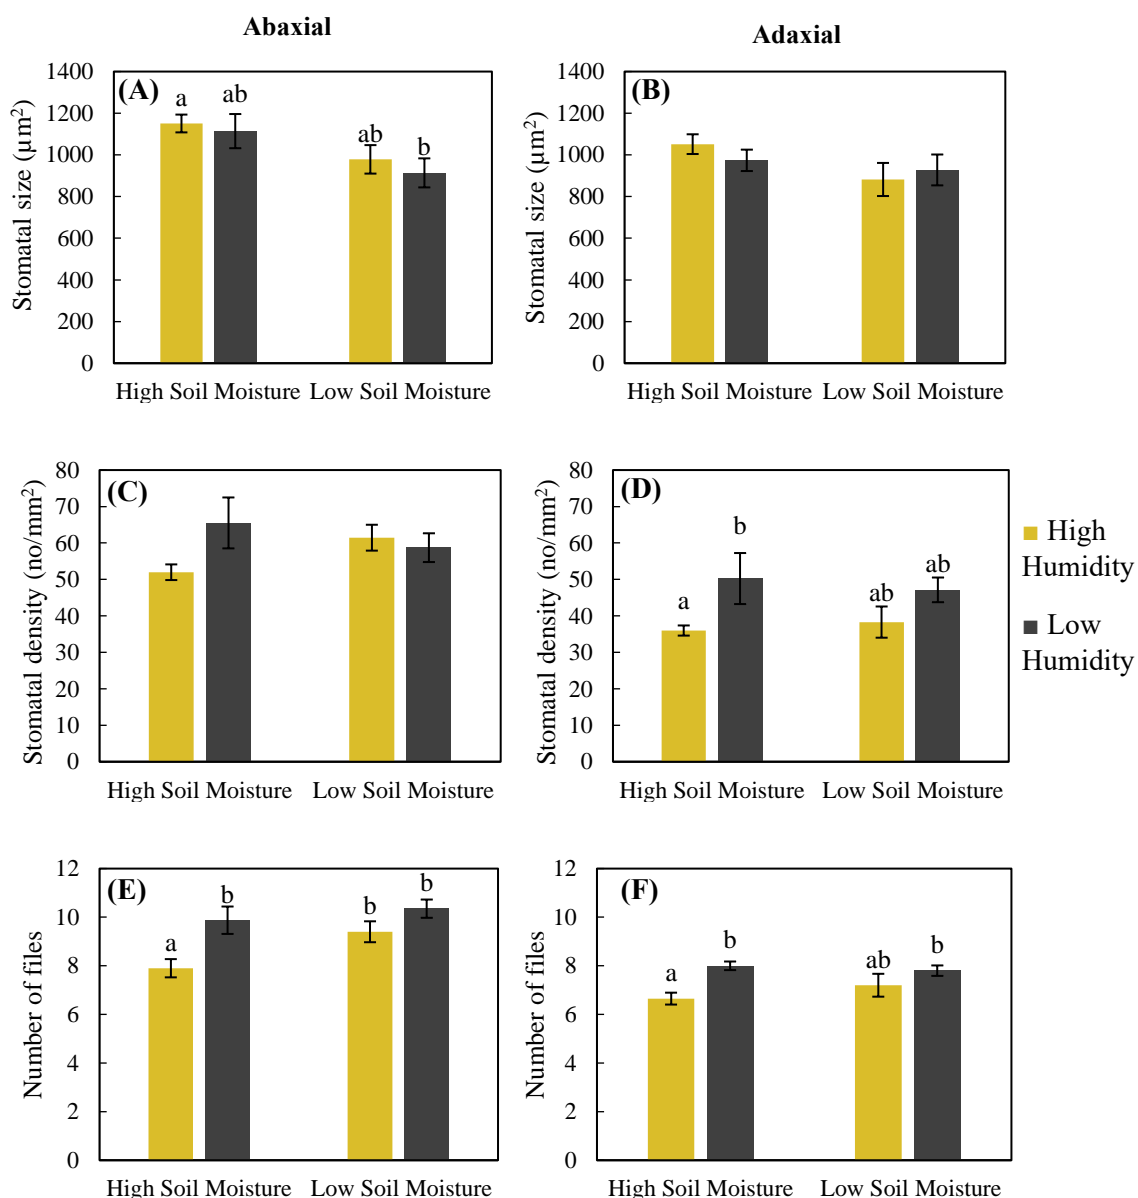 Abaxial
Adaxial
(A)
Stomatal size (µm²)
1400
1200
1000
800
600
400
200
0
a
ab
ab
b
High Soil Moisture Low Soil Moisture
(B)
Stomatal size (µm²)
1400
1200
1000
800
600
400
200
0
High Soil Moisture Low Soil Moisture
(C)
Stomatal density (no/mm²)
80
70
60
50
40
30
20
10
0
High Soil Moisture Low Soil Moisture
(D)
Stomatal density (no/mm²)
80
70
60
50
40
30
20
10
0
a
b
ab
ab
High Soil Moisture Low Soil Moisture
High
Humidity
Low
Humidity
(E)
Number of files
12
10
8
6
4
2
0
a
b
b
b
High Soil Moisture Low Soil Moisture
(F)
Number of files
12
10
8
6
4
2
0
a
b
ab
b
High Soil Moisture Low Soil Moisture